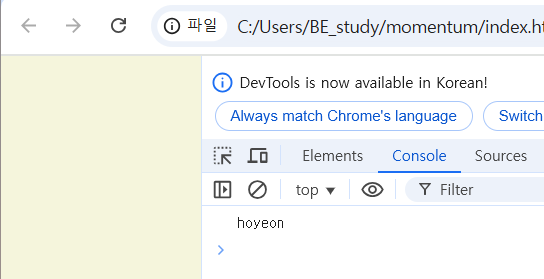 파일 C:/Users/BE_study/momentum/index.ht
DevTools is now available in Korean!
Always match Chrome's language Switch
Elements Console Sources
top Filter
hoyeon